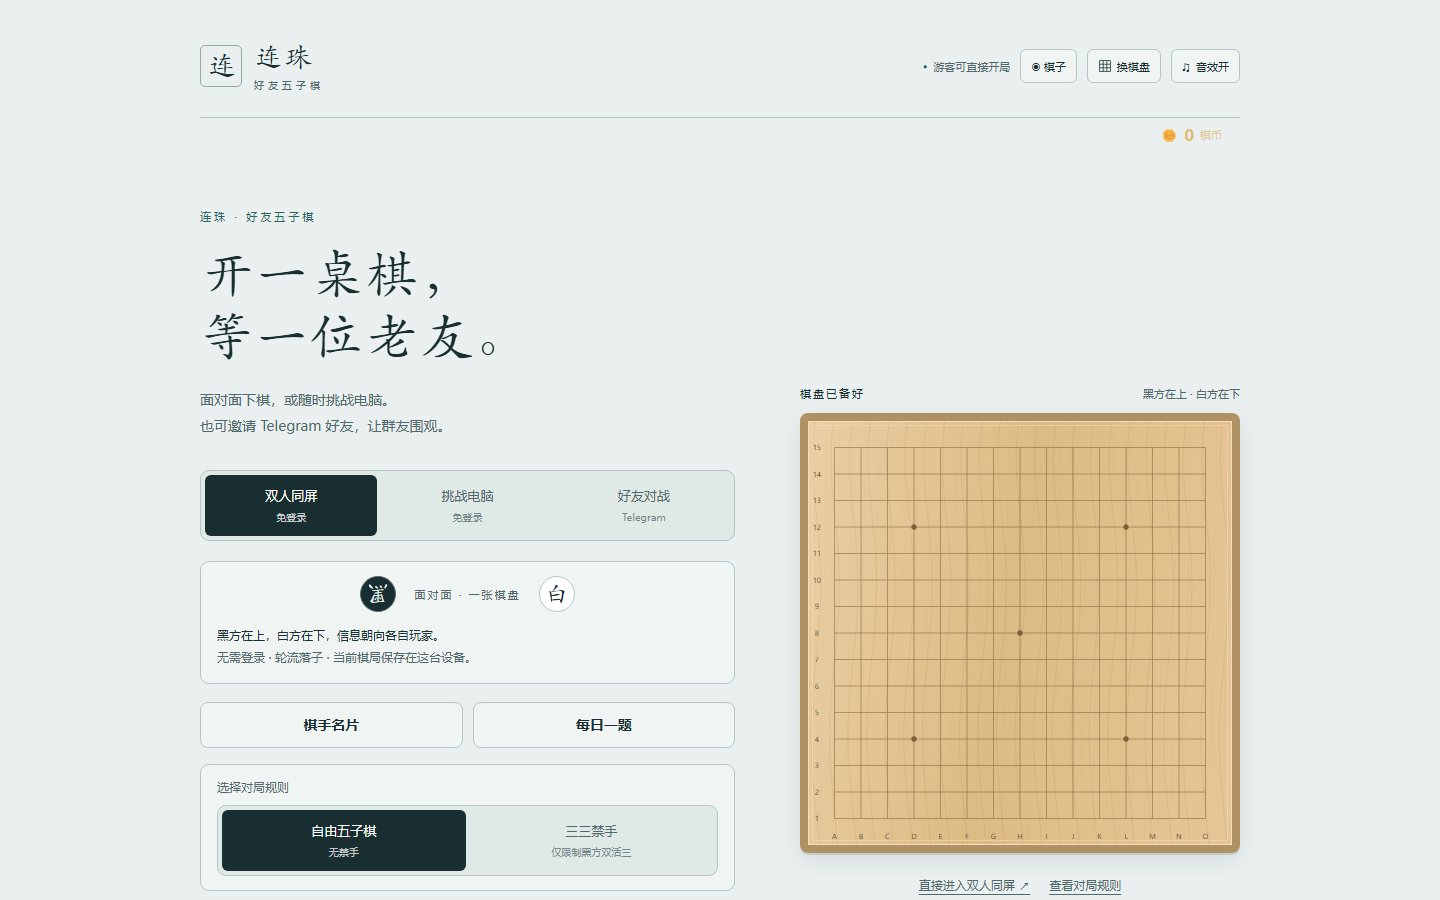 连 连珠
好友五子棋
• 游客可直接开局
◉ 棋子
换棋盘
♫ 音效开
0 棋币
连珠 · 好友五子棋
开一桌棋，
等一位老友。
面对面下棋，或随时挑战电脑。
也可邀请 Telegram 好友，让群友围观。
双人同屏
免登录
挑战电脑
免登录
好友对战
Telegram
面对面 · 一张棋盘
白
黑方在上，白方在下，信息朝向各自玩家。
无需登录 · 轮流落子 · 当前棋局保存在这台设备。
棋手名片
每日一题
选择对局规则
自由五子棋
无禁手
三三禁手
仅限制黑方双活三
棋盘已备好
黑方在上 · 白方在下
15
14
13
12
11
10
9
8
7
6
5
4
3
2
1
A B C D E F G H I J K L M N O
直接进入双人同屏 ↗
查看对局规则